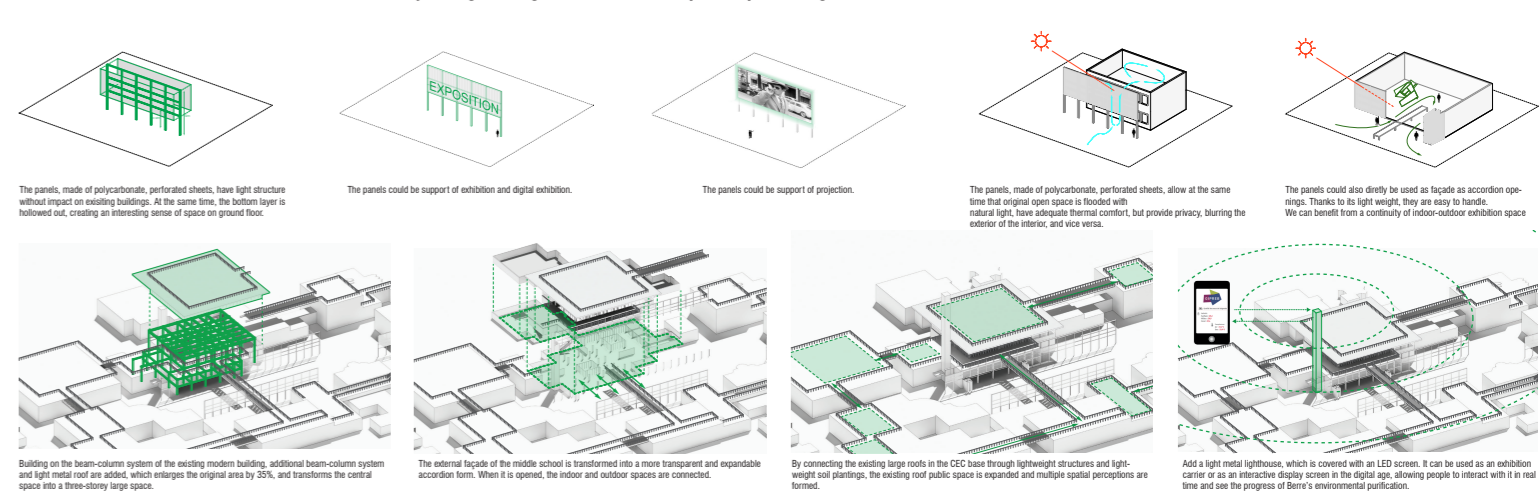 EXPOSITION
The panels, made of polycarbonate, perforated sheets, have light structure
without impact on exisiting buildings. At the same time, the bottom layer is
hollowed out, creating an interesting sense of space on ground floor.
The panels could be support of exhibition and digital exhibition.
The panels could be support of projection.
The panels, made of polycarbonate, perforated sheets, allow at the same
time that original open space is flooded with
natural light, have adequate thermal comfort, but provide privacy, blurring the
exterior of the interior, and vice versa.
The panels could also diretly be used as façade as accordion ope-
nings. Thanks to its light weight, they are easy to handle.
We can benefit from a continuity of indoor-outdoor exhibition space
Building on the beam-column system of the existing modern building, additional beam-column system
and light metal roof are added, which enlarges the original area by 35%, and transforms the central
space into a three-storey large space.
The external façade of the middle school is transformed into a more transparent and expandable
accordion form. When it is opened, the indoor and outdoor spaces are connected.
By connecting the existing large roofs in the CEC base through lightweight structures and light-
weight soil plantings, the existing roof public space is expanded and multiple spatial perceptions are
formed.
Add a light metal lighthouse, which is covered with an LED screen. It can be used as an exhibition
carrier or as an interactive display screen in the digital age, allowing people to interact with it in real
time and see the progress of Berre's environmental purification.